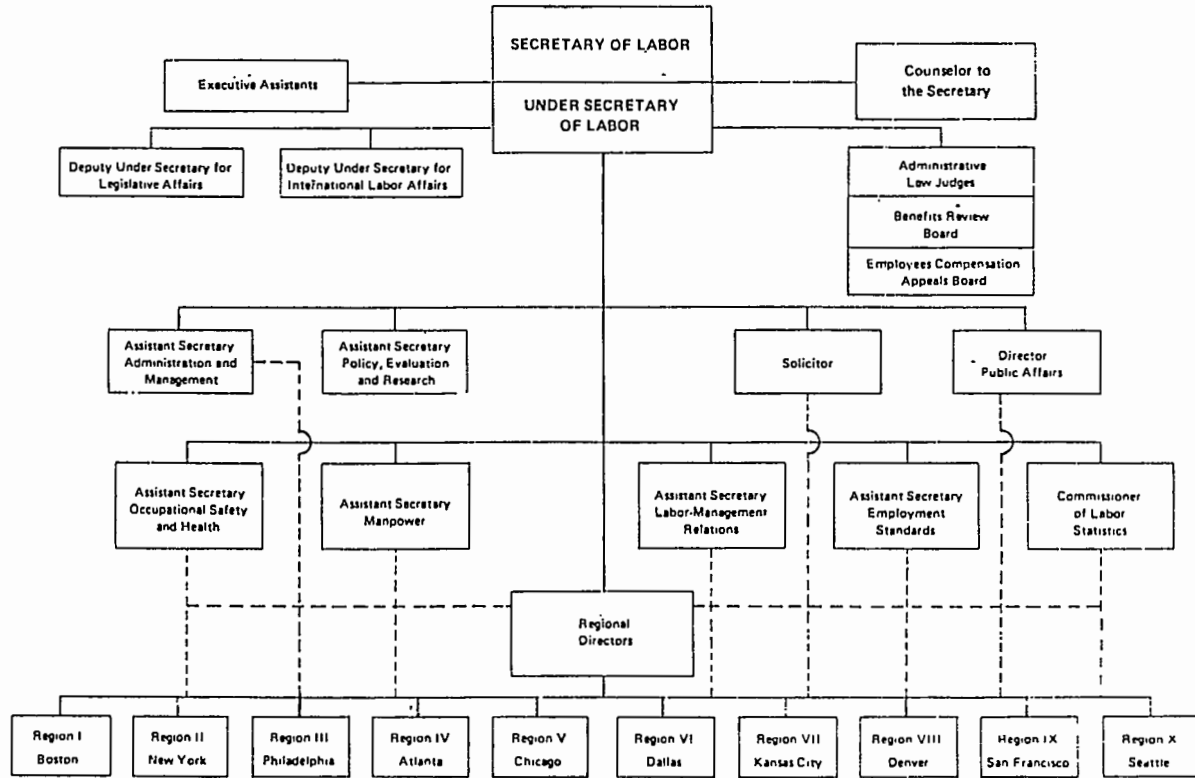 SECRETARY OF LABOR
Executive Assistants
Counselor to
the Secretary
UNDER SECRETARY
OF LABOR
Deputy Under Secretary for
Legislative Affairs
Deputy Under Secretary for
International Labor Affairs
Administrative
Law Judges
Benefits Review
Board
Employees Compensation
Appeals Board
Assistant Secretary
Administration and
Management
Assistant Secretary
Policy, Evaluation
and Research
Solicitor
Director
Public Affairs
Assistant Secretary
Occupational Safety
and Health
Assistant Secretary
Manpower
Assistant Secretary
Labor-Management
Relations
Assistant Secretary
Employment
Standards
Commissioner
of Labor
Statistics
Regional
Directors
Region I
Boston
Region II
New York
Region III
Philadelphia
Region IV
Atlanta
Region V
Chicago
Region VI
Dallas
Region VII
Kansas City
Region VIII
Denver
Region IX
San Francisco
Region X
Seattle